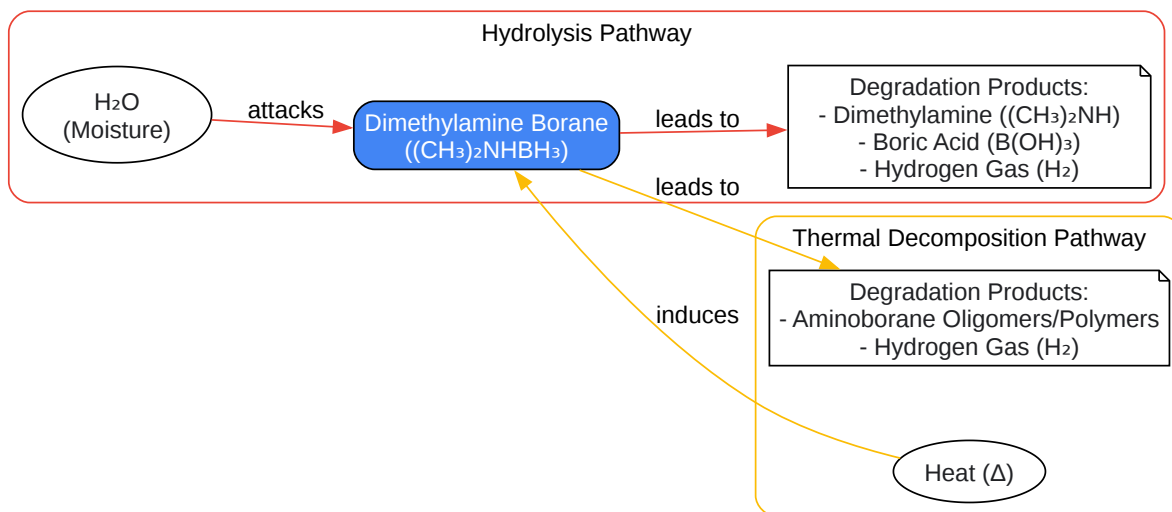 Hydrolysis Pathway
H₂O
(Moisture)
attacks
Dimethylamine Borane
((CH₃)₂NHBH₃)
leads to
Degradation Products:
- Dimethylamine ((CH₃)₂NH)
- Boric Acid (B(OH)₃)
- Hydrogen Gas (H₂)
leads to
Thermal Decomposition Pathway
Degradation Products:
- Aminoborane Oligomers/Polymers
- Hydrogen Gas (H₂)
induces
Heat (Δ)